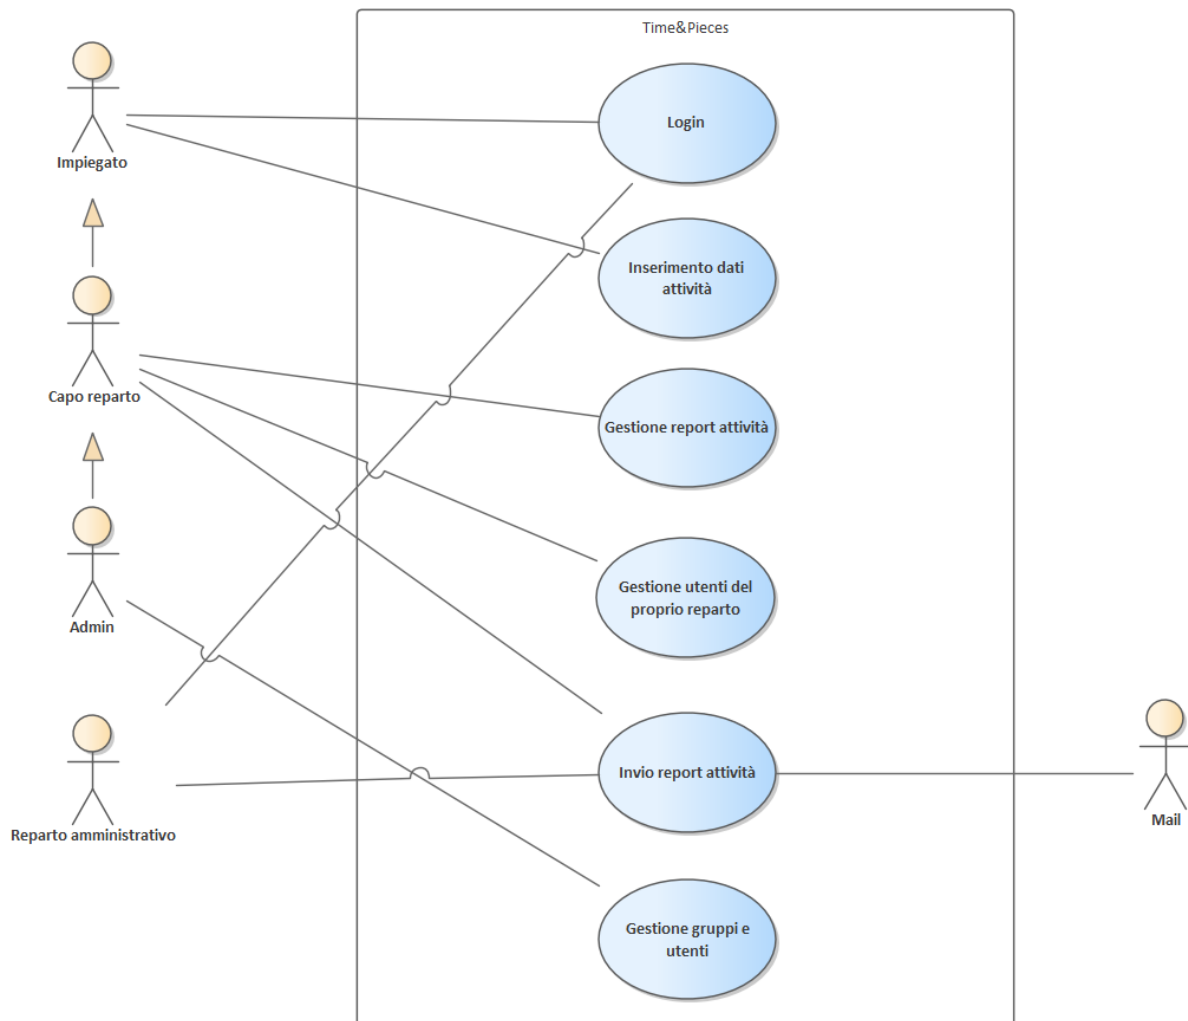 Time&Pieces
Login
Impiegato
Inserimento dati
attività
Capo reparto
Gestione report attività
Gestione utenti del
proprio reparto
Admin
Invio report attività
Reparto amministrativo
Mail
Gestione gruppi e
utenti